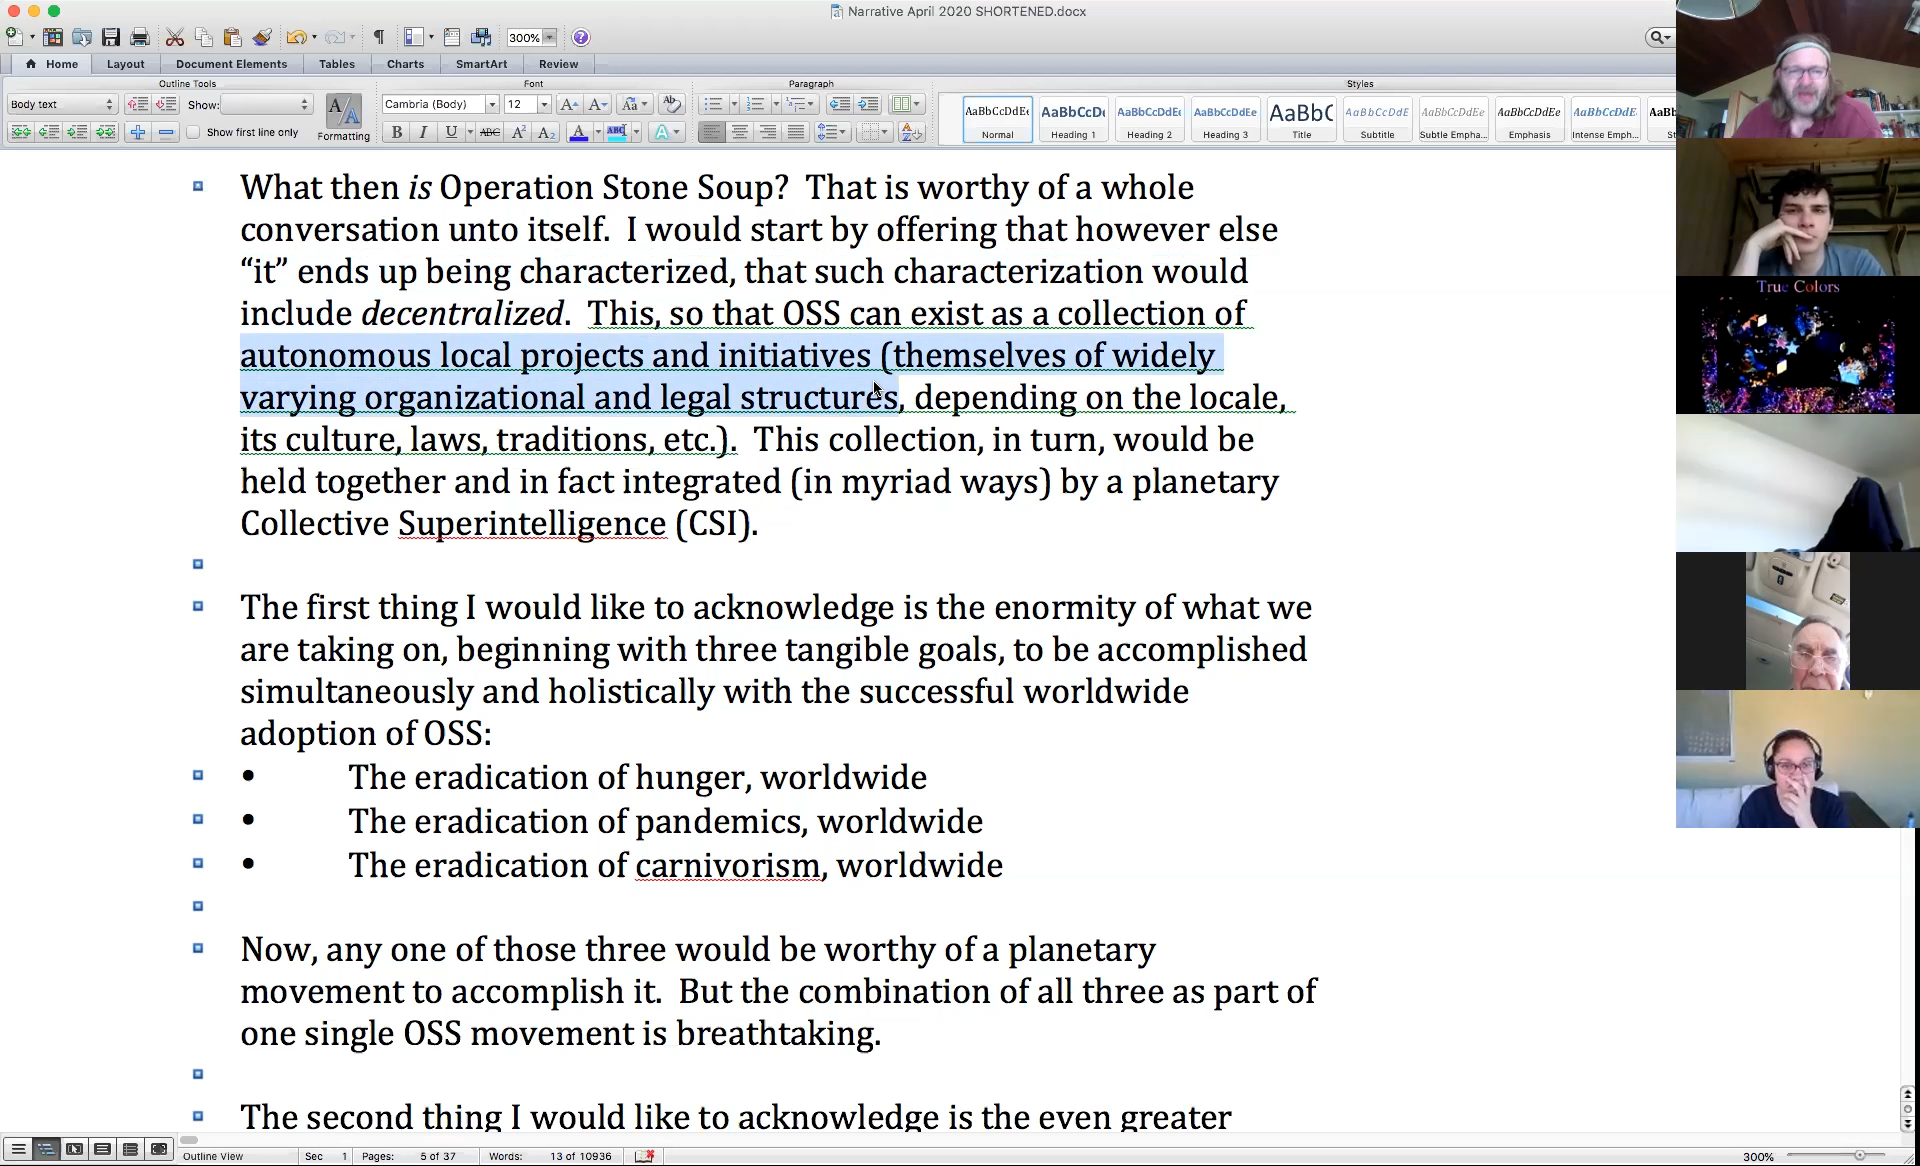 Narrative April 2020 SHORTENED.docx
300%
Home Layout Document Elements Tables Charts SmartArt Review
Outline Tools Font Paragraph Styles
Body text Show: Cambria (Body) 12
Show first line only Formatting
AaBbCcDdEe AaBbCcDc AaBbCcDdEe AaBbCcDdEe AaBbC AaBbCcDdEe AaBbCcDdEe AaBbCcDdEe AaBbCcDdE
Normal Heading 1 Heading 2 Heading 3 Title Subtitle Subtle Empha... Emphasis Intense Emph...
What then is Operation Stone Soup?  That is worthy of a whole
conversation unto itself.  I would start by offering that however else
“it” ends up being characterized, that such characterization would
include decentralized.  This, so that OSS can exist as a collection of
autonomous local projects and initiatives (themselves of widely
varying organizational and legal structures, depending on the locale,
its culture, laws, traditions, etc.).  This collection, in turn, would be
held together and in fact integrated (in myriad ways) by a planetary
Collective Superintelligence (CSI).
The first thing I would like to acknowledge is the enormity of what we
are taking on, beginning with three tangible goals, to be accomplished
simultaneously and holistically with the successful worldwide
adoption of OSS:
• The eradication of hunger, worldwide
• The eradication of pandemics, worldwide
• The eradication of carnivorism, worldwide
Now, any one of those three would be worthy of a planetary
movement to accomplish it.  But the combination of all three as part of
one single OSS movement is breathtaking.
The second thing I would like to acknowledge is the even greater
Outline View Sec 1 Pages: 5 of 37 Words: 13 of 10936 300%
True Colors